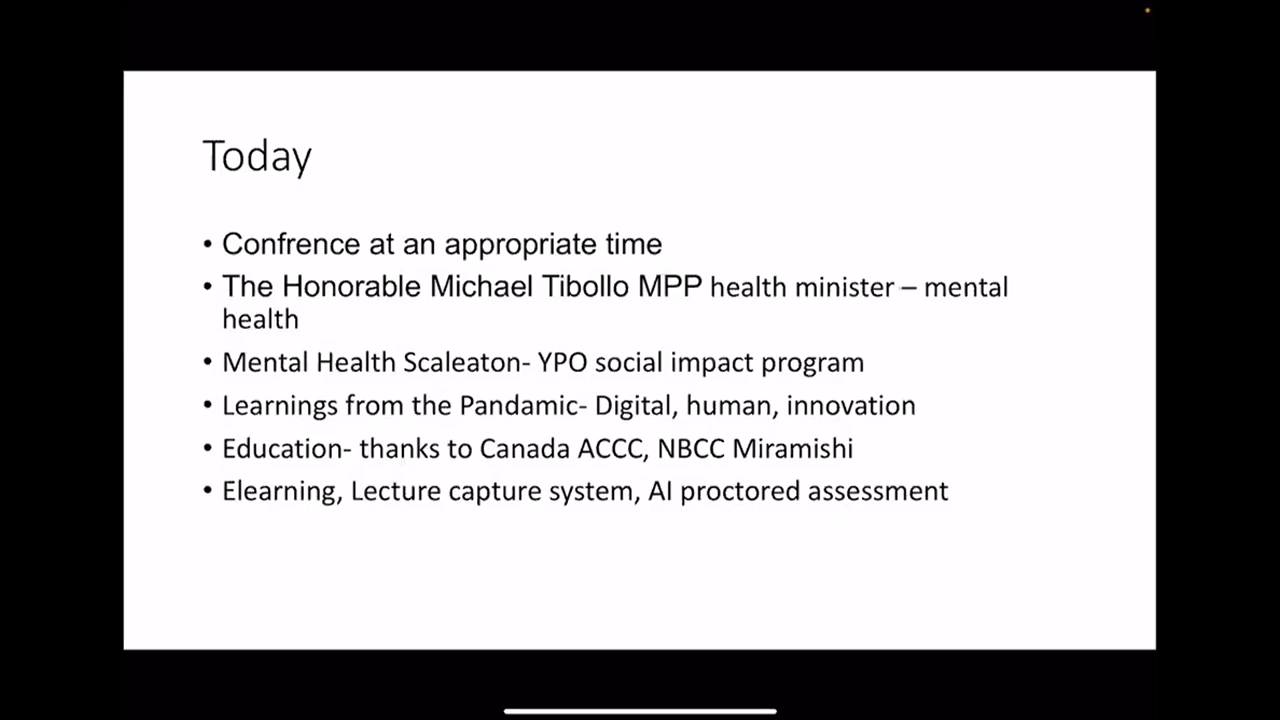 Today
• Confrence at an appropriate time
• The Honorable Michael Tibollo MPP health minister – mental
health
• Mental Health Scaleaton- YPO social impact program
• Learnings from the Pandamic- Digital, human, innovation
• Education- thanks to Canada ACCC, NBCC Miramishi
• Elearning, Lecture capture system, AI proctored assessment